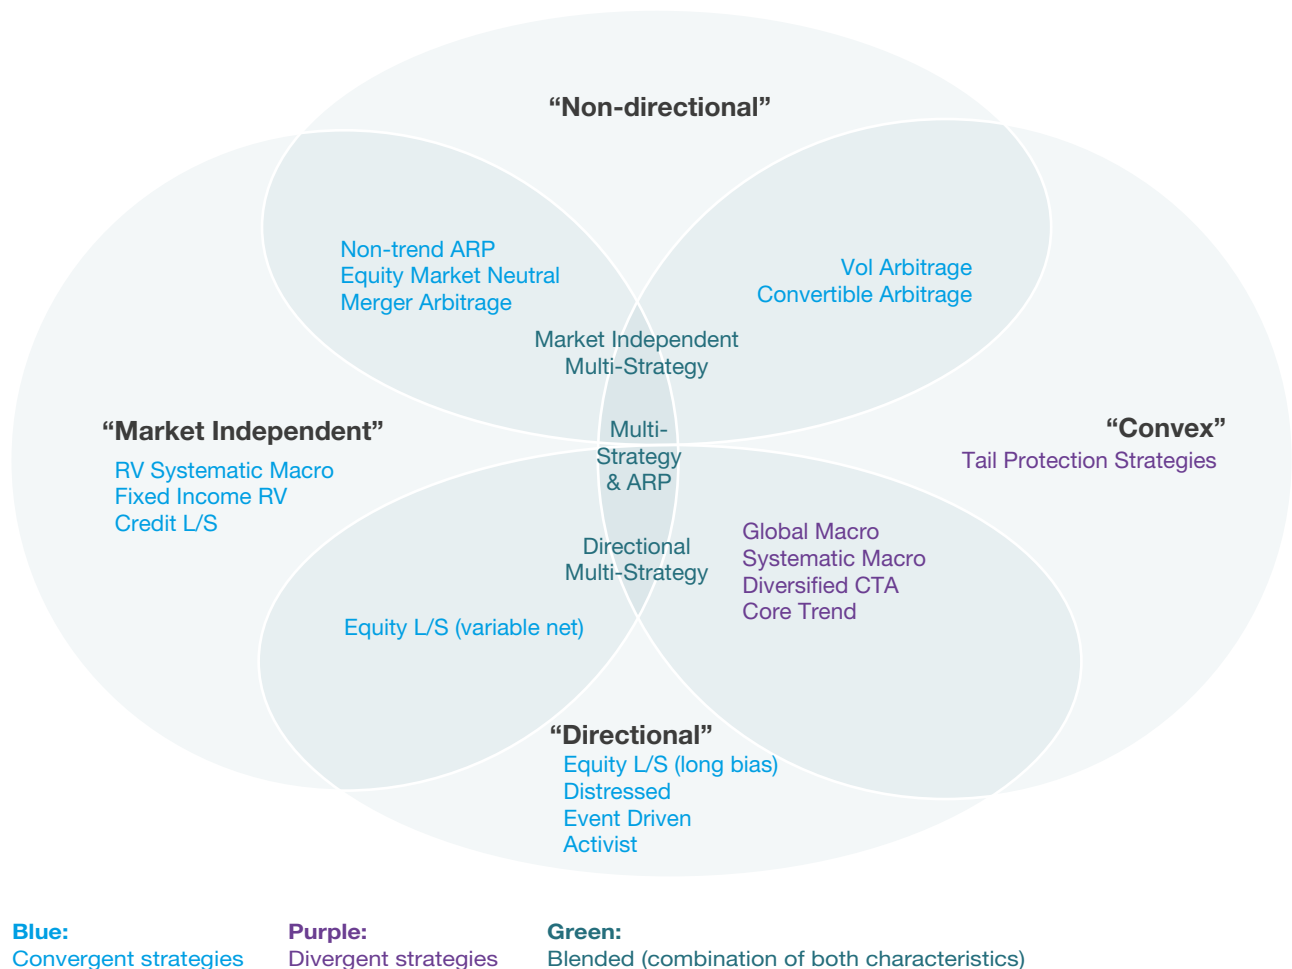 “Non-directional”
Non-trend ARP
Equity Market Neutral
Merger Arbitrage
Vol Arbitrage
Convertible Arbitrage
Market Independent
Multi-Strategy
“Market Independent”
RV Systematic Macro
Fixed Income RV
Credit L/S
Multi-
Strategy
& ARP
“Convex”
Tail Protection Strategies
Directional
Multi-Strategy
Global Macro
Systematic Macro
Diversified CTA
Core Trend
Equity L/S (variable net)
“Directional”
Equity L/S (long bias)
Distressed
Event Driven
Activist
Blue:
Convergent strategies
Purple:
Divergent strategies
Green:
Blended (combination of both characteristics)